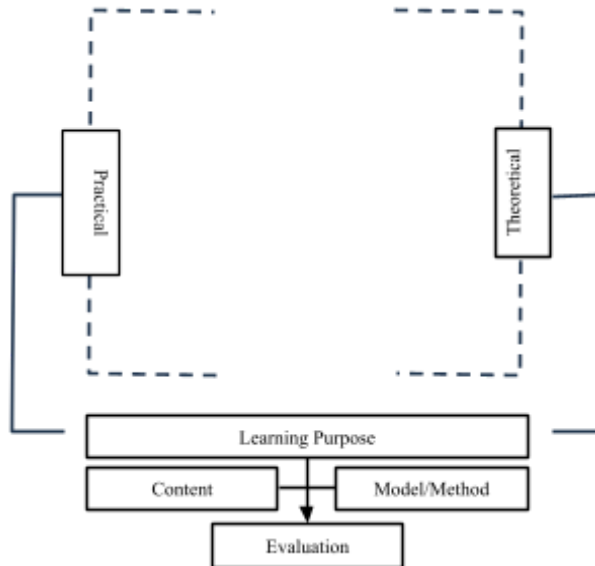 Practical
Theoretical
Learning Purpose
Content
Model/Method
Evaluation